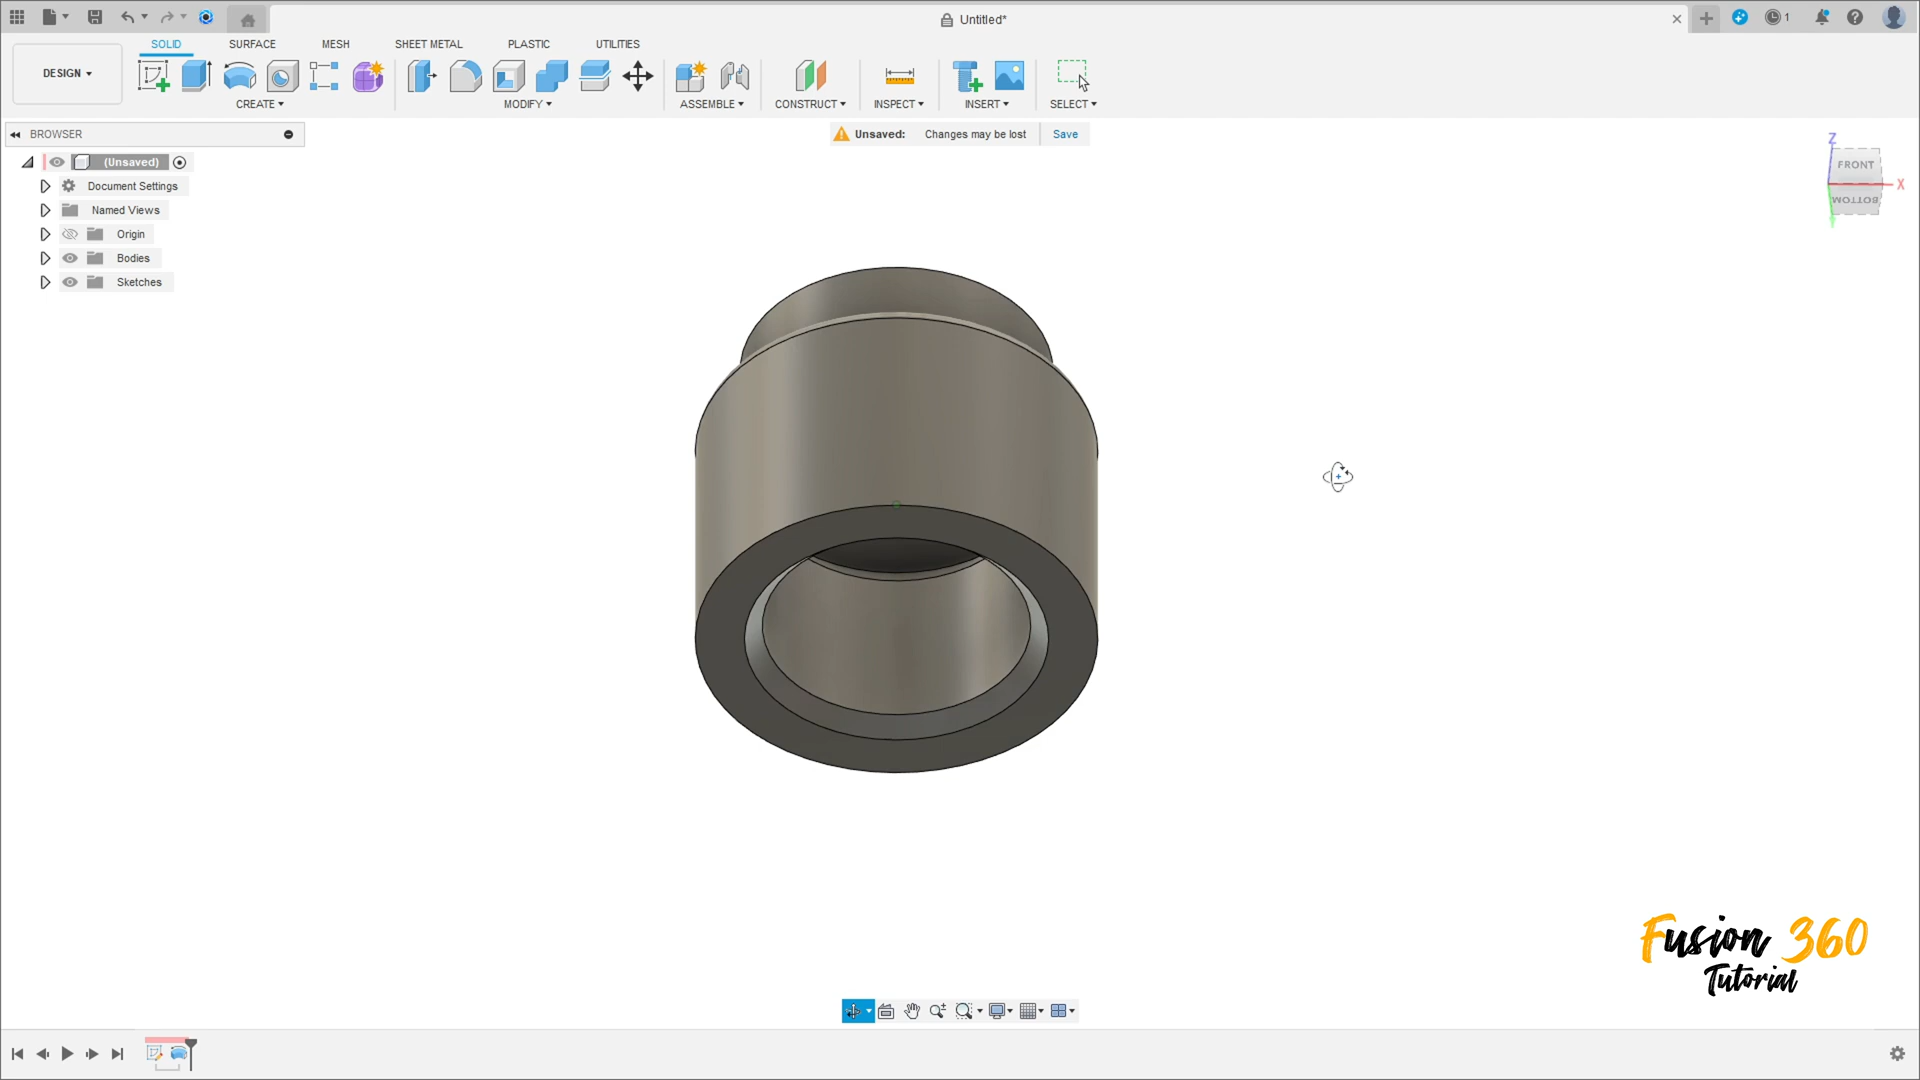 Untitled*
1
DESIGN
SOLID
SURFACE
MESH
SHEET METAL
PLASTIC
UTILITIES
CREATE
MODIFY
ASSEMBLE
CONSTRUCT
INSPECT
INSERT
SELECT
BROWSER
Unsaved: Changes may be lost Save
(Unsaved)
Document Settings
Named Views
Origin
Bodies
Sketches
Z
FRONT
X
BOTTOM
Fusion 360
Tutorial